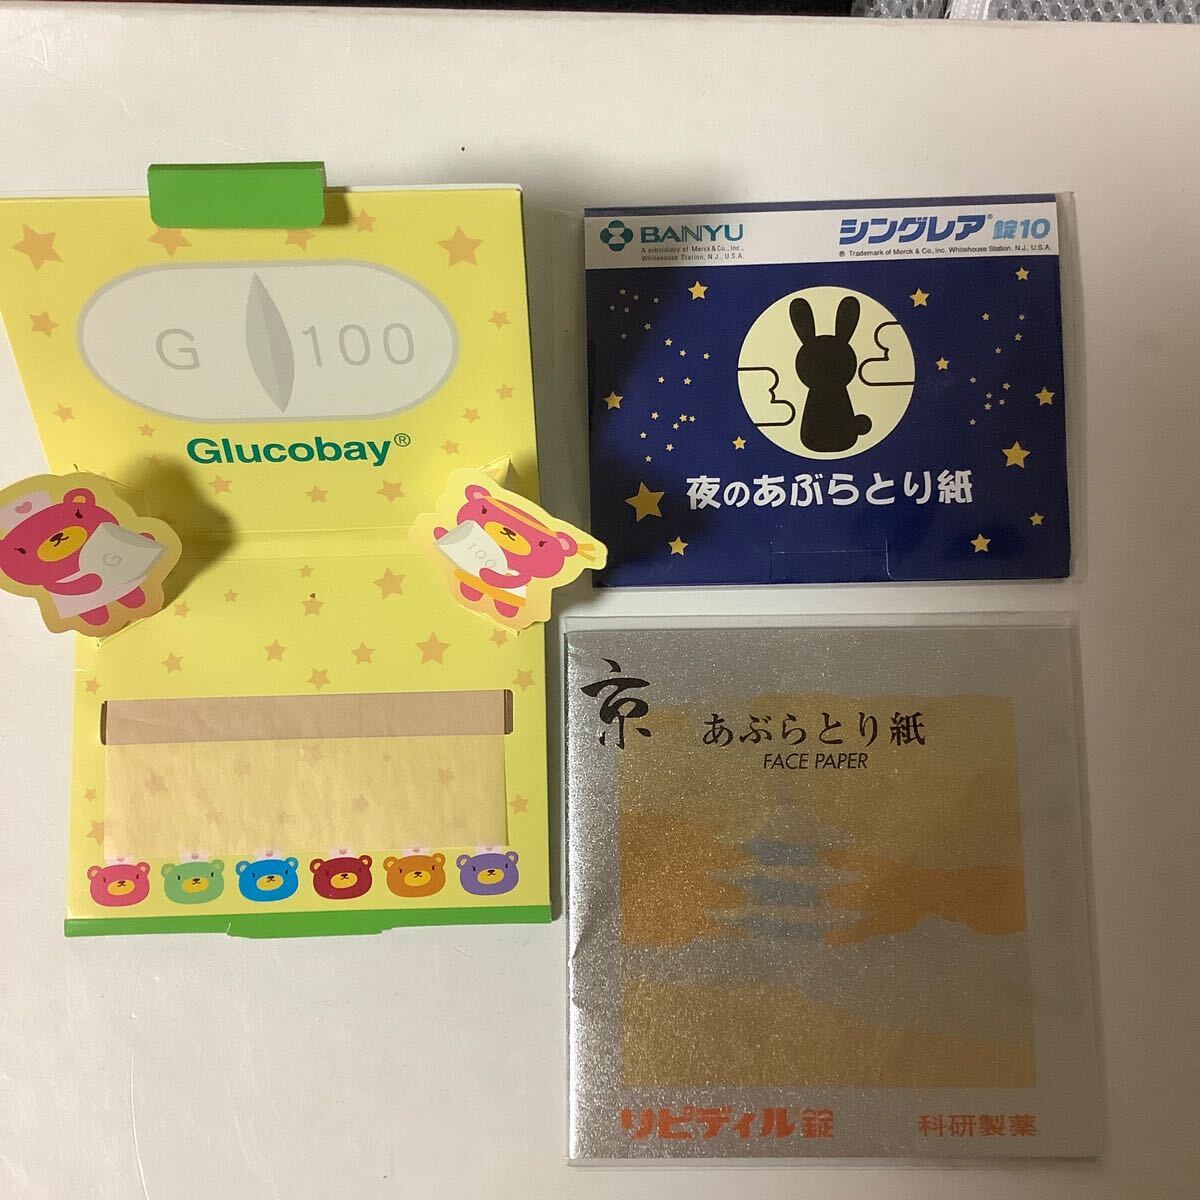 G 100
Glucobay®
G
100
BANYU
A subsidiary of Merck & Co., Inc.,
Whitehouse Station, N.J., U.S.A.
シングレア®錠10
® Trademark of Merck & Co., Inc. Whitehouse Station, N.J., U.S.A.
夜のあぶらとり紙
京
あぶらとり紙
FACE PAPER
リピディル錠
科研製薬